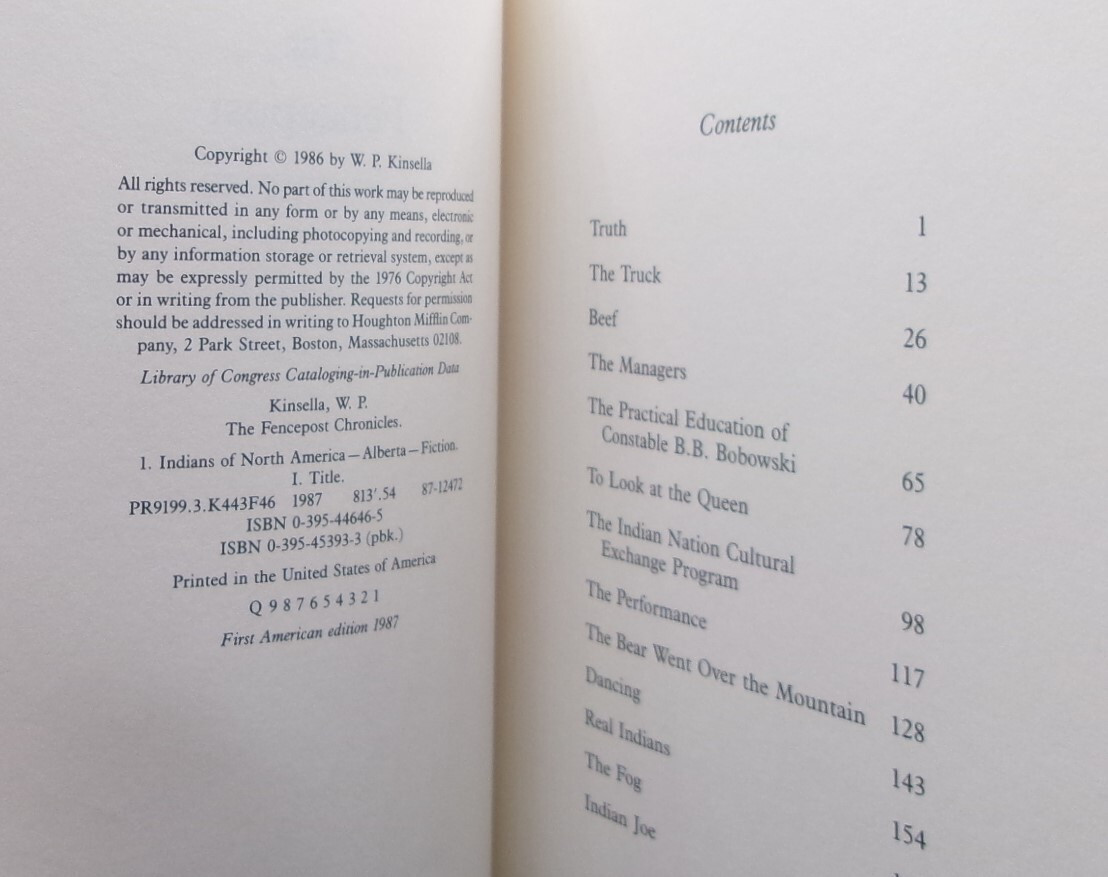 Copyright © 1986 by W. P. Kinsella
All rights reserved. No part of this work may be reproduced
or transmitted in any form or by any means, electronic
or mechanical, including photocopying and recording, or
by any information storage or retrieval system, except as
may be expressly permitted by the 1976 Copyright Act
or in writing from the publisher. Requests for permission
should be addressed in writing to Houghton Mifflin Com-
pany, 2 Park Street, Boston, Massachusetts 02108.
Library of Congress Cataloging-in-Publication Data
Kinsella, W. P.
The Fencepost Chronicles.
1. Indians of North America—Alberta—Fiction.
I. Title.
PR9199.3.K443F46 1987 813'.54 87-12472
ISBN 0-395-44646-5
ISBN 0-395-45393-3 (pbk.)
Printed in the United States of America
Q 9 8 7 6 5 4 3 2 1
First American edition 1987
Contents
Truth 1
The Truck 13
Beef 26
The Managers 40
The Practical Education of
Constable B.B. Bobowski 65
To Look at the Queen 78
The Indian Nation Cultural
Exchange Program 98
The Performance 117
The Bear Went Over the Mountain 128
Dancing 143
Real Indians 154
The Fog
Indian Joe